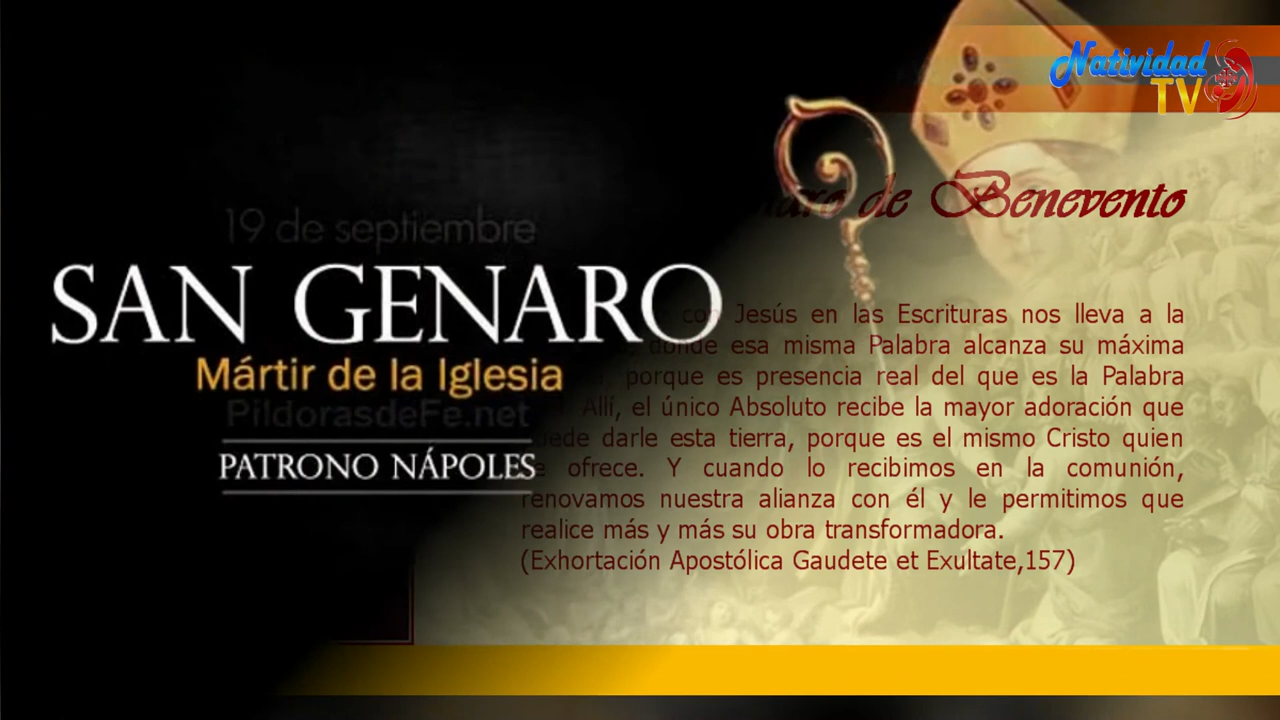 Natividad
TV
de Benevento
19 de septiembre
SAN GENARO
Mártir de la Iglesia
PildorasdeFe.net
PATRONO NÁPOLES
con Jesús en las Escrituras nos lleva a la
donde esa misma Palabra alcanza su máxima
porque es presencia real del que es la Palabra
Allí, el único Absoluto recibe la mayor adoración que
puede darle esta tierra, porque es el mismo Cristo quien
se ofrece. Y cuando lo recibimos en la comunión,
renovamos nuestra alianza con él y le permitimos que
realice más y más su obra transformadora.
(Exhortación Apostólica Gaudete et Exultate,157)